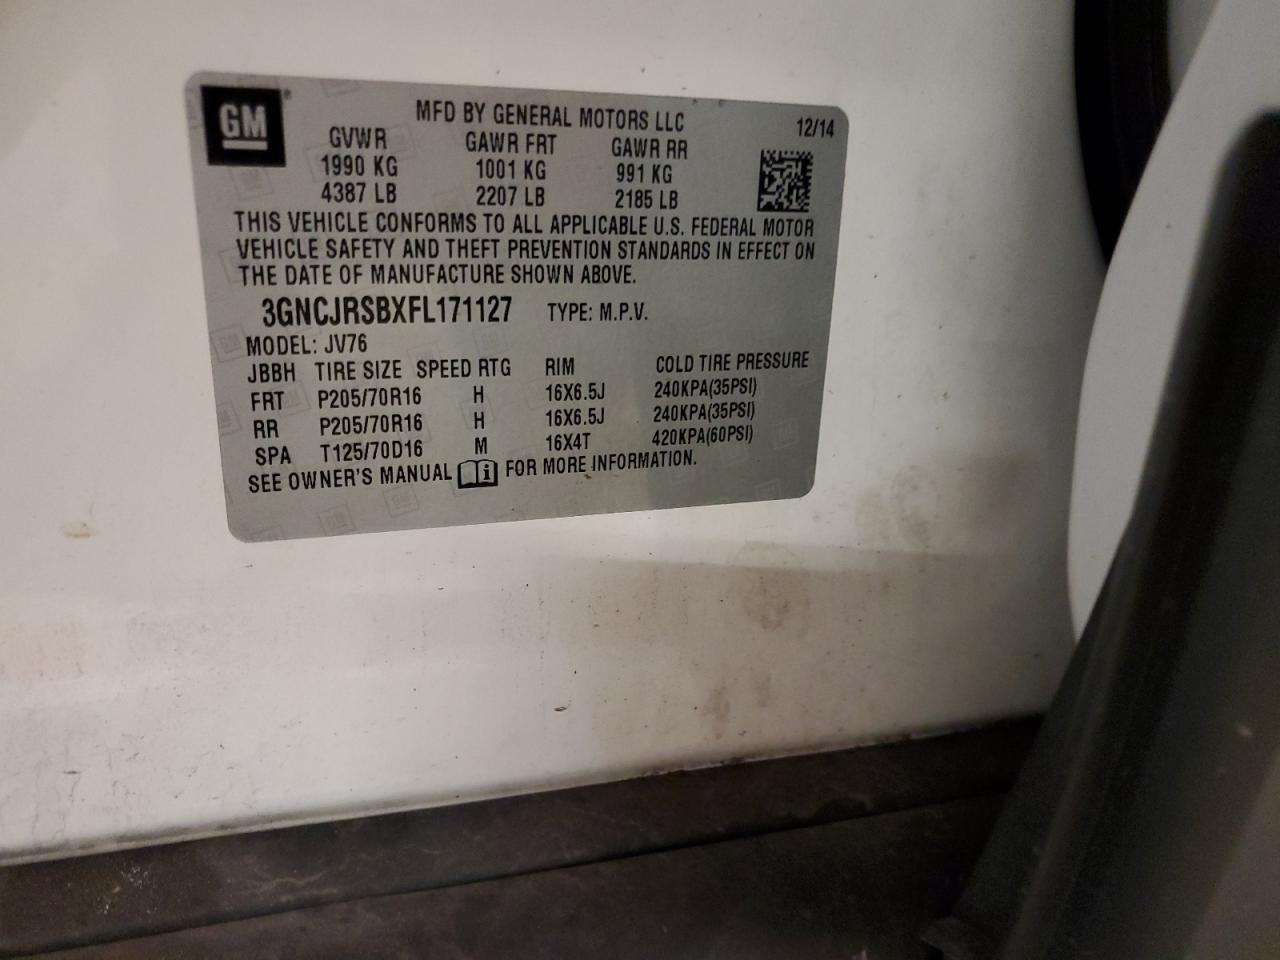 GM ®
MFD BY GENERAL MOTORS LLC
12/14
GVWR GAWR FRT GAWR RR
1990 KG 1001 KG 991 KG
4387 LB 2207 LB 2185 LB
THIS VEHICLE CONFORMS TO ALL APPLICABLE U.S. FEDERAL MOTOR
VEHICLE SAFETY AND THEFT PREVENTION STANDARDS IN EFFECT ON
THE DATE OF MANUFACTURE SHOWN ABOVE.
3GNCJRSBXFL171127 TYPE: M.P.V.
MODEL: JV76
JBBH TIRE SIZE SPEED RTG RIM COLD TIRE PRESSURE
FRT P205/70R16 H 16X6.5J 240KPA(35PSI)
RR P205/70R16 H 16X6.5J 240KPA(35PSI)
SPA T125/70D16 M 16X4T 420KPA(60PSI)
SEE OWNER'S MANUAL i FOR MORE INFORMATION.